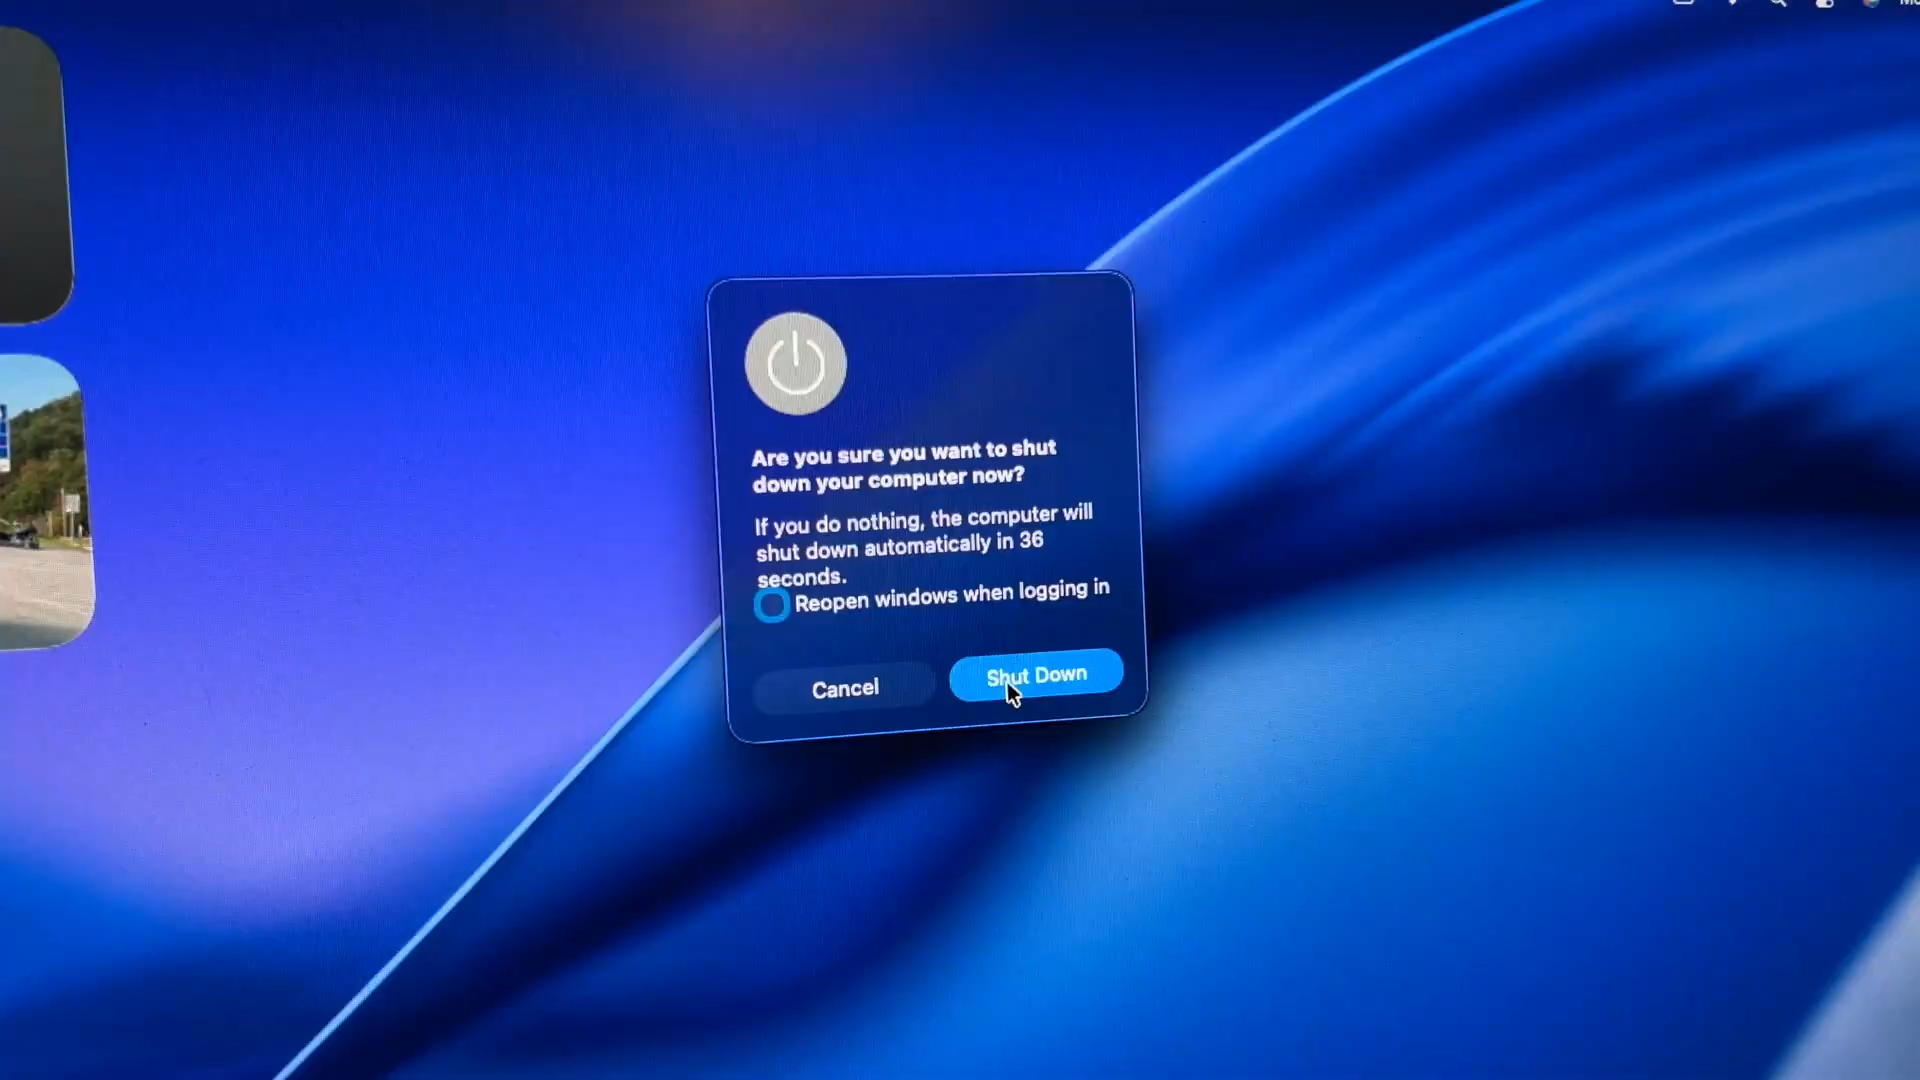 Are you sure you want to shut
down your computer now?
If you do nothing, the computer will
shut down automatically in 36
seconds.
Reopen windows when logging in
Cancel
Shut Down